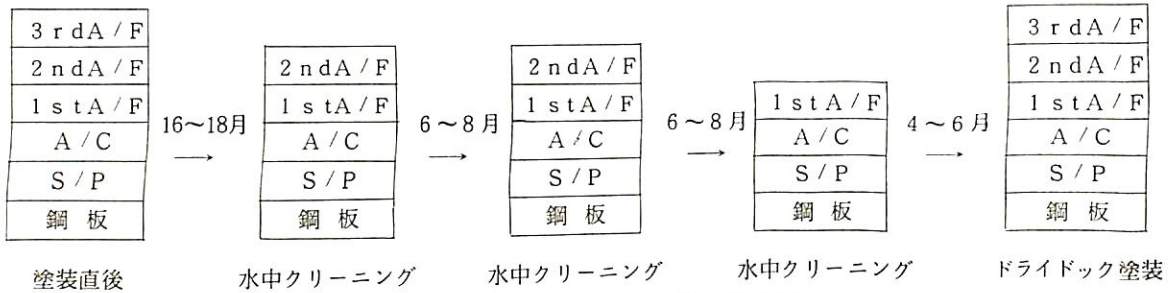 3rdA/F
2ndA/F
1stA/F
A/C
S/P
鋼板
塗装直後
16～18月
→
2ndA/F
1stA/F
A/C
S/P
鋼板
水中クリーニング
6～8月
→
2ndA/F
1stA/F
A/C
S/P
鋼板
水中クリーニング
6～8月
→
1stA/F
A/C
S/P
鋼板
水中クリーニング
4～6月
→
3rdA/F
2ndA/F
1stA/F
A/C
S/P
鋼板
ドライドック塗装